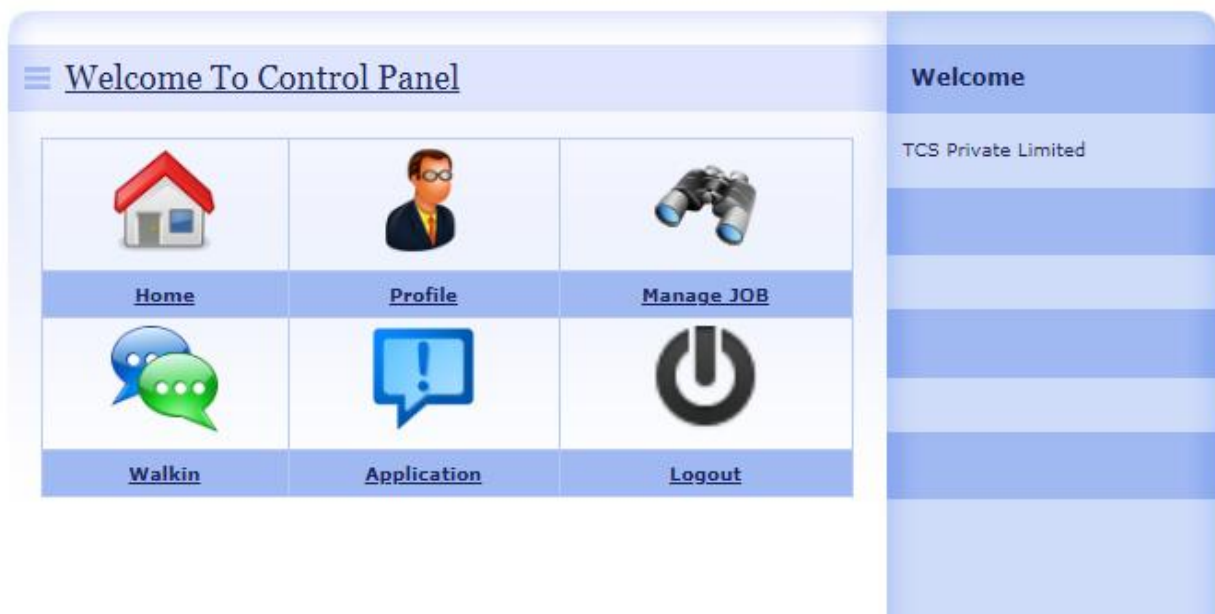 Welcome To Control Panel
Home Profile Manage JOB
Walkin Application Logout
Welcome
TCS Private Limited